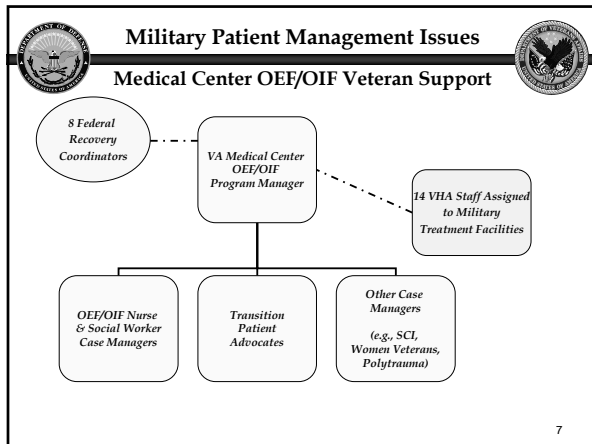 Military Patient Management Issues
Medical Center OEF/OIF Veteran Support
8 Federal
Recovery
Coordinators
VA Medical Center
OEF/OIF
Program Manager
14 VHA Staff Assigned
to Military
Treatment Facilities
OEF/OIF Nurse
& Social Worker
Case Managers
Transition
Patient
Advocates
Other Case
Managers
(e.g., SCI,
Women Veterans,
Polytrauma)
7